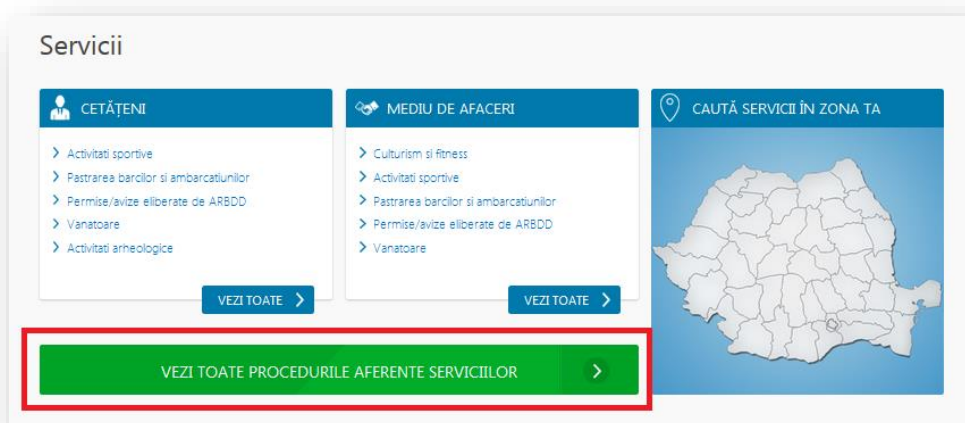 Servicii
CETĂȚENI
Activitati sportive
Pastrarea barcilor si ambarcatiunilor
Permise/avize eliberate de ARBDD
Vanatoare
Activitati arheologice
VEZI TOATE
MEDIU DE AFACERI
Culturism si fitness
Activitati sportive
Pastrarea barcilor si ambarcatiunilor
Permise/avize eliberate de ARBDD
Vanatoare
VEZI TOATE
CAUTĂ SERVICII ÎN ZONA TA
VEZI TOATE PROCEDURILE AFERENTE SERVICIILOR